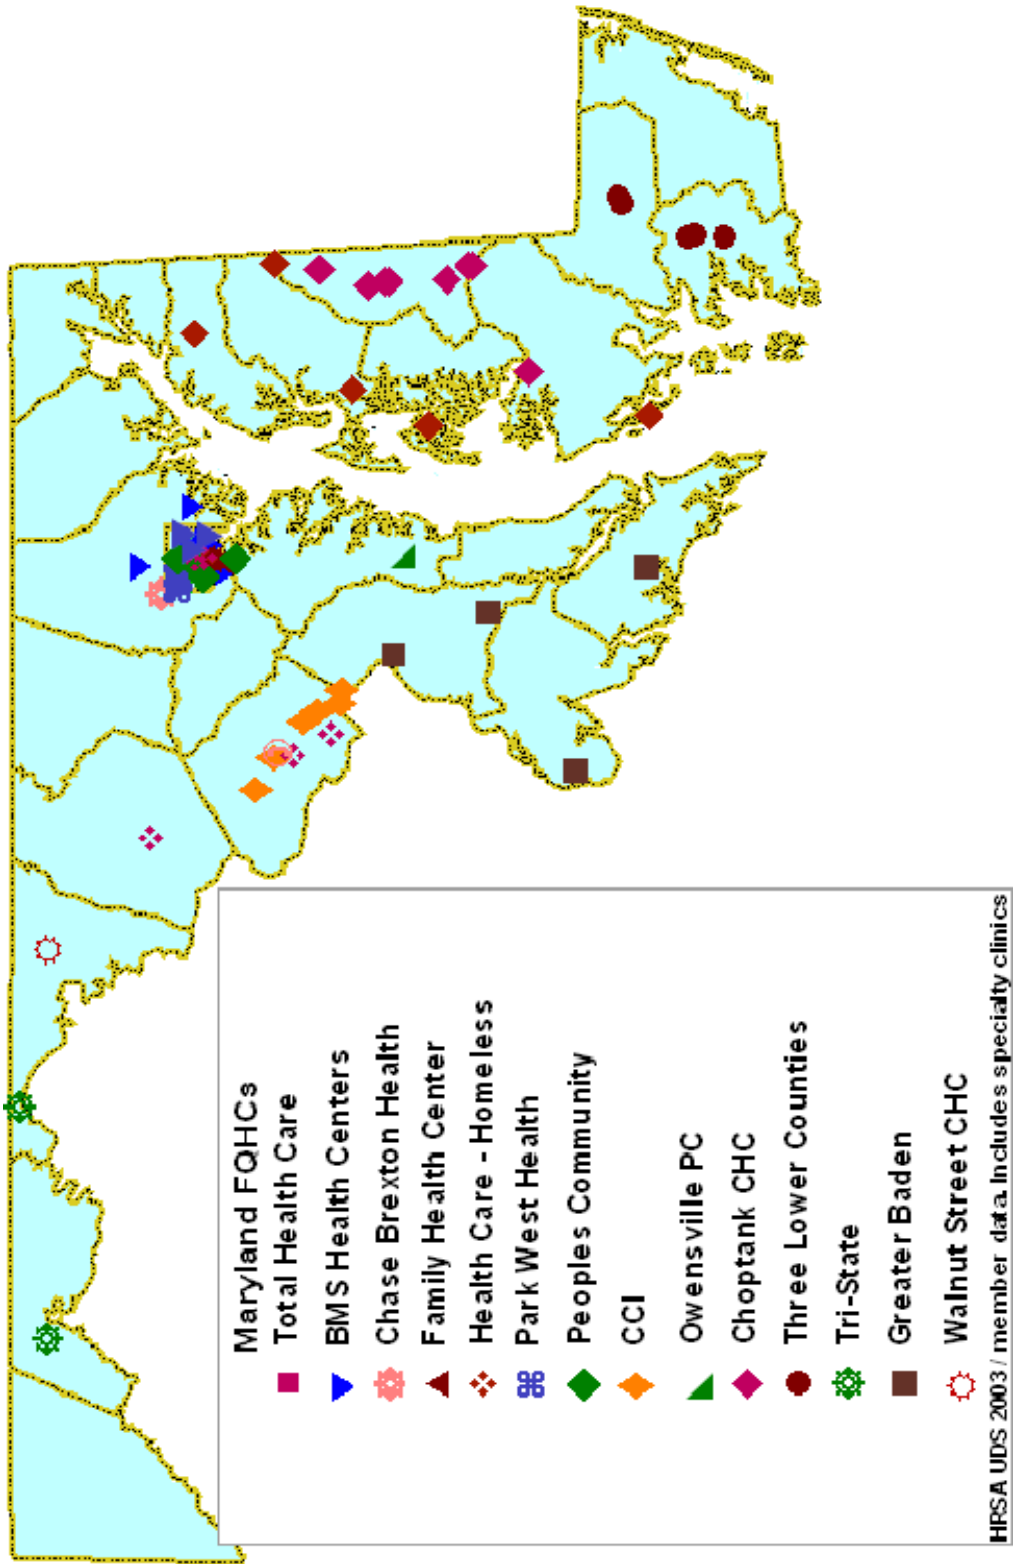 Maryland FQHCs
Total Health Care
BMS Health Centers
Chase Brexton Health
Family Health Center
Health Care - Homeless
Park West Health
Peoples Community
CCI
Owensville PC
Choptank CHC
Three Lower Counties
Tri-State
Greater Baden
Walnut Street CHC
HRSA UDS 2003 / member data. Includes specialty clinics